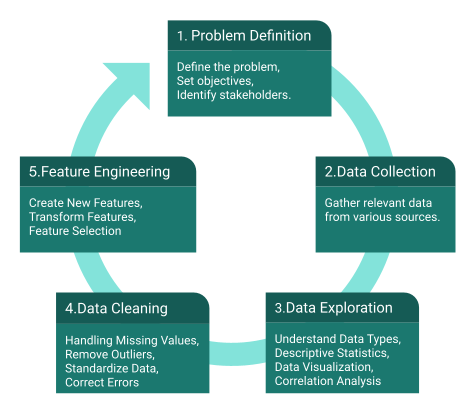 1. Problem Definition
Define the problem,
Set objectives,
Identify stakeholders.
2.Data Collection
Gather relevant data
from various sources.
3.Data Exploration
Understand Data Types,
Descriptive Statistics,
Data Visualization,
Correlation Analysis
4.Data Cleaning
Handling Missing Values,
Remove Outliers,
Standardize Data,
Correct Errors
5.Feature Engineering
Create New Features,
Transform Features,
Feature Selection